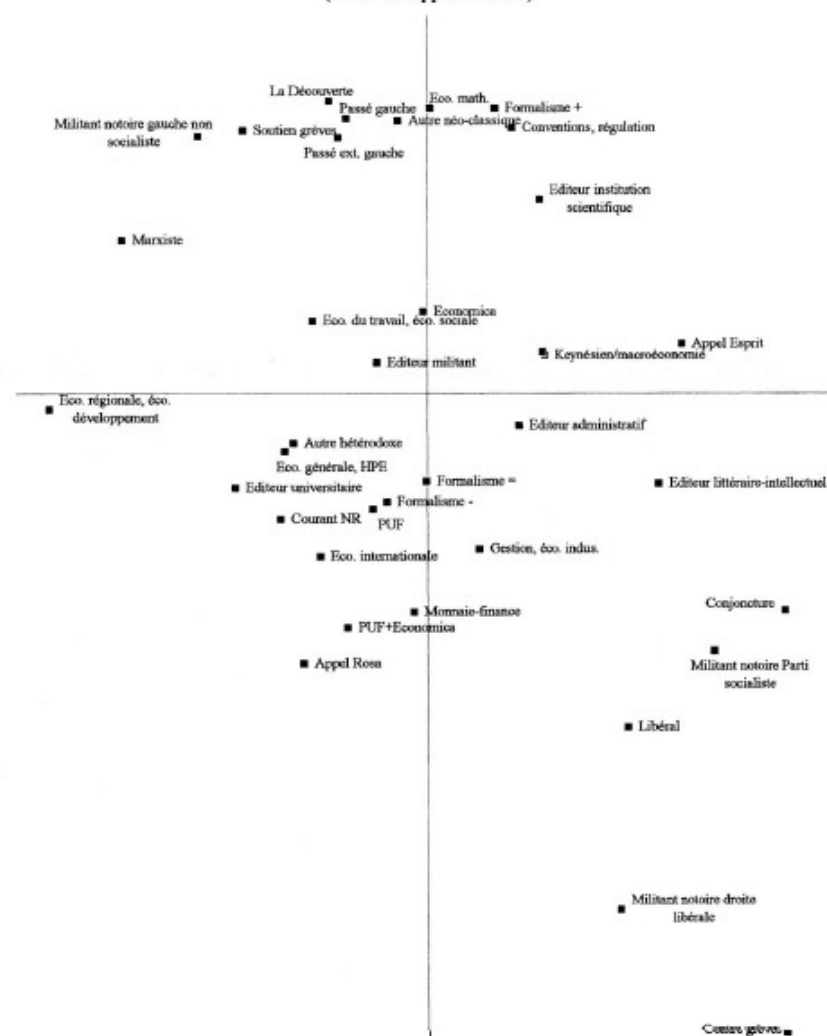 La Découverte
Eco. math.
Passé gauche
Formalisme +
Militant notoire gauche non
socialiste
Soutien grèves
Autre néo-classique
Conventions, régulation
Passé ext. gauche
Editeur institution
scientifique
Marxiste
Economica
Eco. du travail, éco. sociale
Appel Esprit
Keynésien/macroéconomie
Editeur militant
Eco. régionale, éco.
développement
Editeur administratif
Autre hétérodoxe
Eco. générale, HPE
Formalisme =
Editeur littéraire-intellectuel
Editeur universitaire
Formalisme -
Courant NR
PUF
Gestion, éco. indus.
Eco. internationale
Conjoncture
Monnaie-finance
PUF+Economica
Appel Rosa
Militant notoire Parti
socialiste
Libéral
Militant notoire droite
libérale
grèves